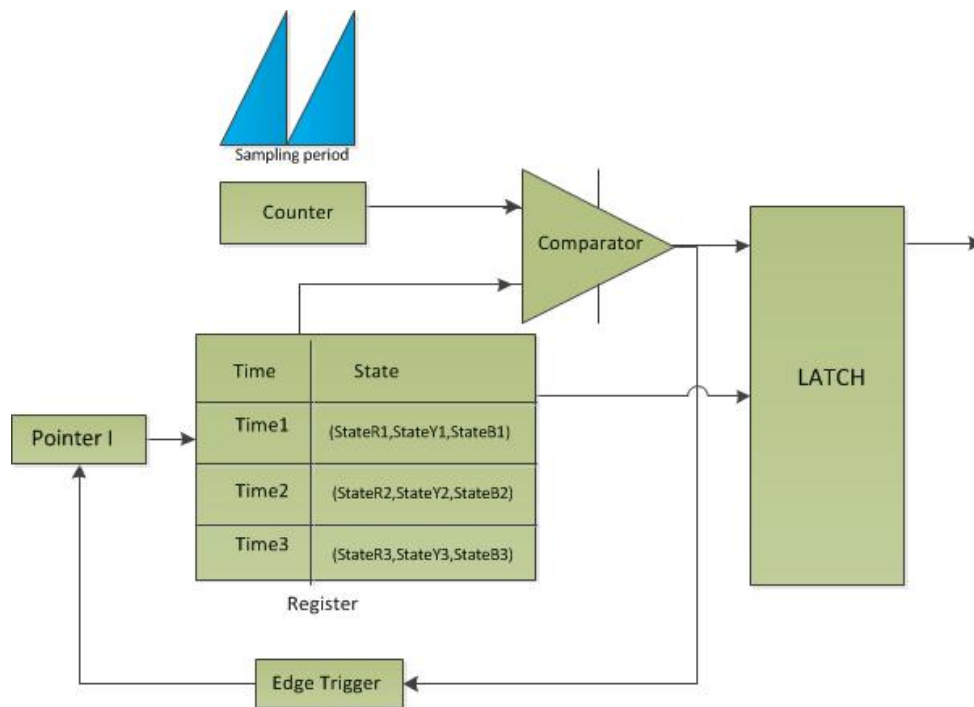 Sampling period
Counter
Comparator
Time State
LATCH
Time1 (StateR1,StateY1,StateB1)
Pointer I
Time2 (StateR2,StateY2,StateB2)
Time3 (StateR3,StateY3,StateB3)
Register
Edge Trigger